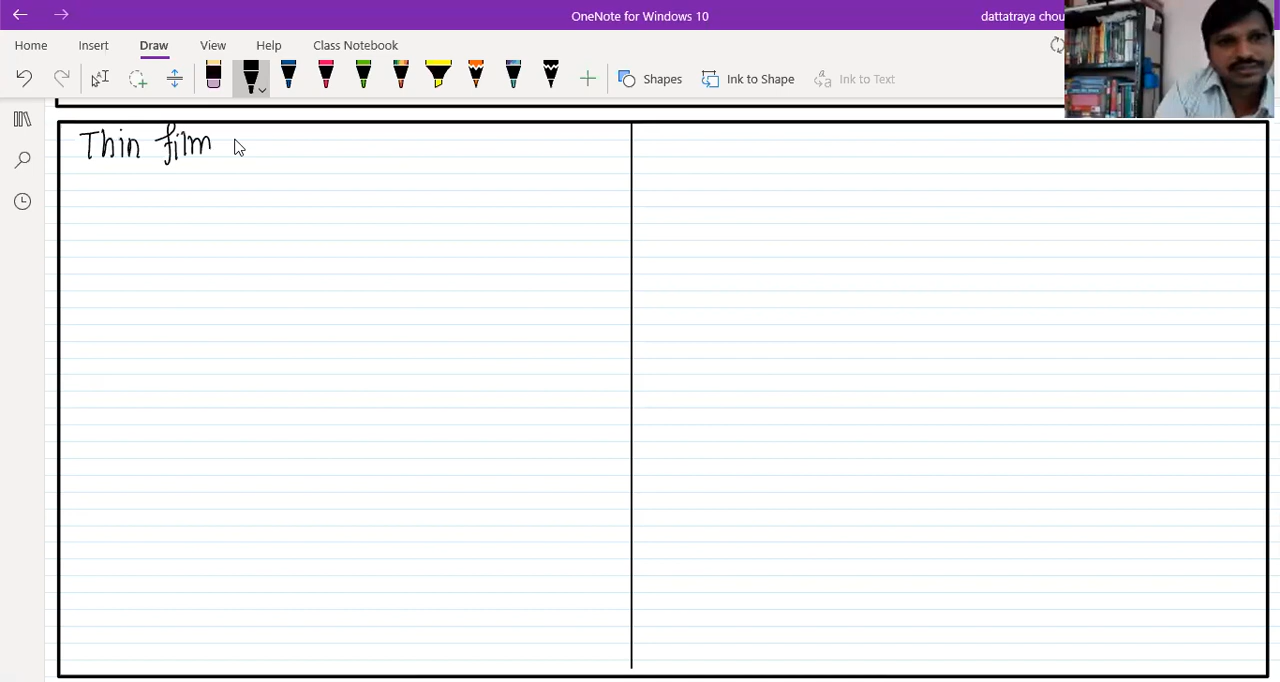 OneNote for Windows 10
dattatraya chou
Home Insert Draw View Help Class Notebook
Shapes Ink to Shape Ink to Text
Thin film